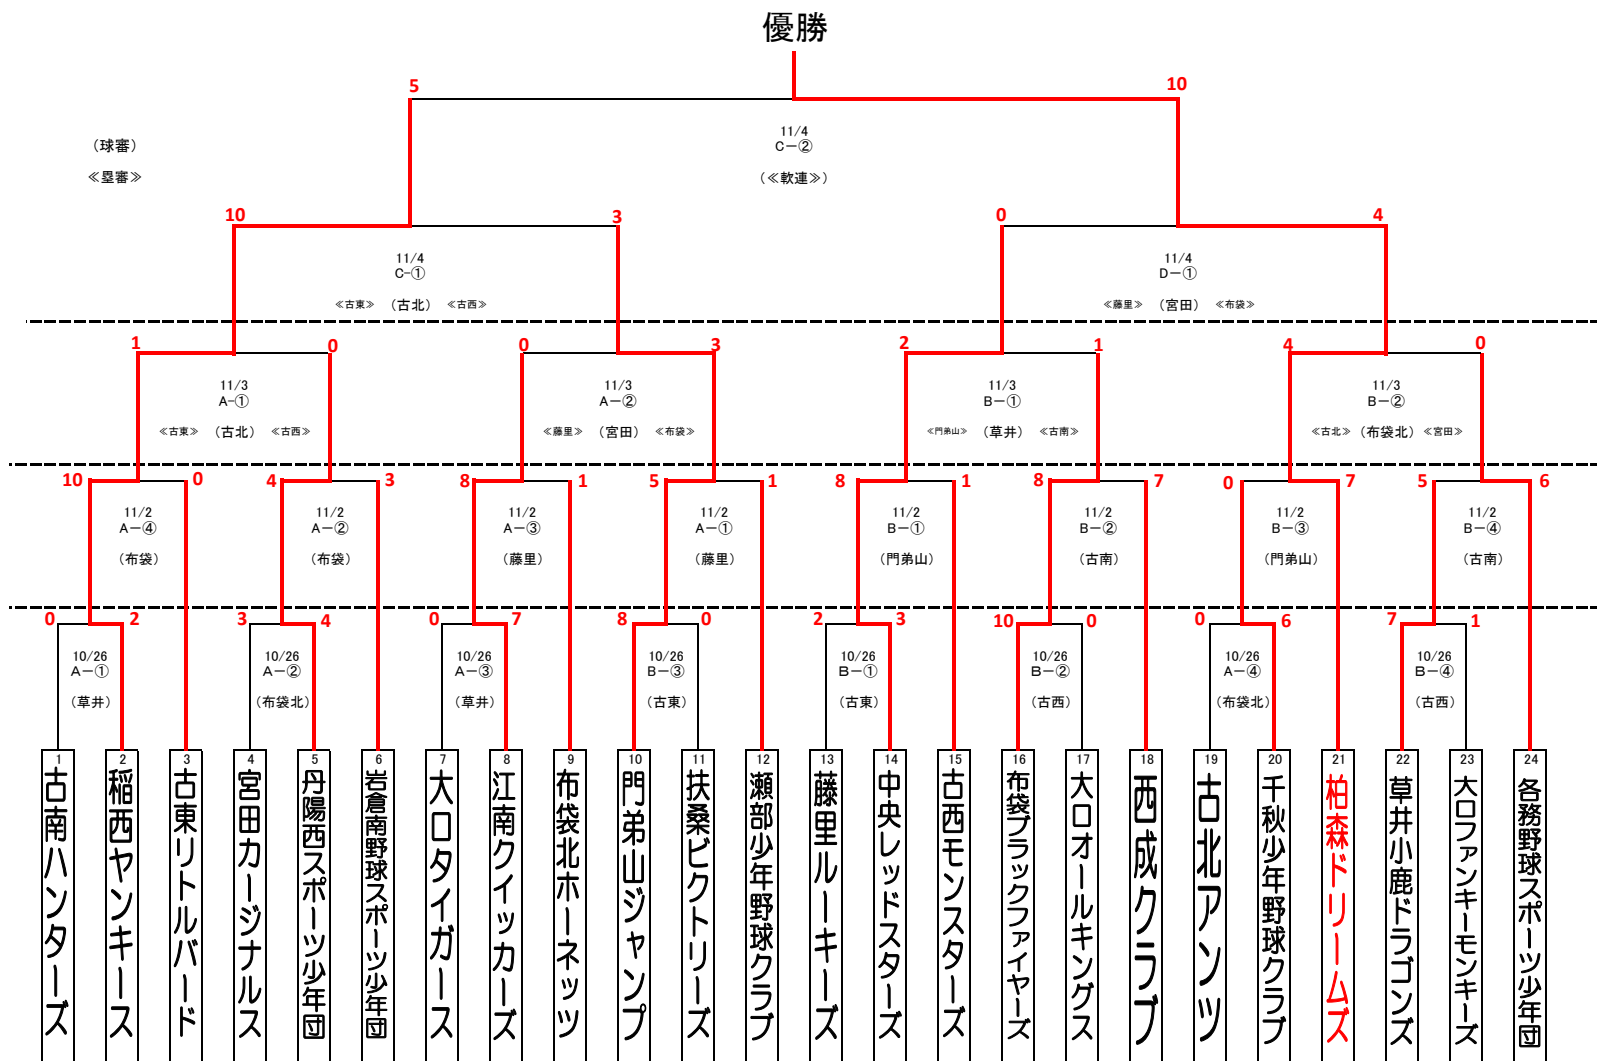 優勝
5 10
11/4
C－②
（≪軟連≫）
（球審）
≪塁審≫
10 3 0 4
11/4 11/4
C-① D－①
≪古東≫ （古北） ≪古西≫ ≪藤里≫ （宮田） ≪布袋≫
1 0 0 3 2 1 4 0
11/3 11/3 11/3 11/3
A-① A－② B－① B－②
≪古東≫ （古北） ≪古西≫ ≪藤里≫ （宮田） ≪布袋≫ ≪門弟山≫ （草井） ≪古南≫ ≪古北≫ （布袋北） ≪宮田≫
10 0 4 3 8 1 5 1 8 1 8 7 0 7 5 6
11/2 11/2 11/2 11/2 11/2 11/2 11/2 11/2
A－④ A－② A－③ A－① B－① B－② B－③ B－④
（布袋） （布袋） （藤里） （藤里） （門弟山） （古南） （門弟山） （古南）
0 2 3 4 0 7 8 0 2 3 10 0 0 6 7 1
10/26 10/26 10/26 10/26 10/26 10/26 10/26 10/26
A－① A－② A－③ B－③ B－① B－② A－④ B－④
（草井） （布袋北） （草井） （古東） （古東） （古西） （布袋北） （古西）
1 古南ハンターズ
2 稲西ヤンキース
3 古東リトルバード
4 宮田カージナルス
5 丹陽西スポーツ少年団
6 岩倉南野球スポーツ少年団
7 大口タイガース
8 江南クイッカーズ
9 布袋北ホーネッツ
10 門弟山ジャンプ
11 扶桑ビクトリーズ
12 瀬部少年野球クラブ
13 藤里ルーキーズ
14 中央レッドスターズ
15 古西モンスターズ
16 布袋ブラックファイヤーズ
17 大口オールキングス
18 西成クラブ
19 古北アンツ
20 千秋少年野球クラブ
21 柏森ドリームズ
22 草井小鹿ドラゴンズ
23 大口ファンキーモンキーズ
24 各務野球スポーツ少年団